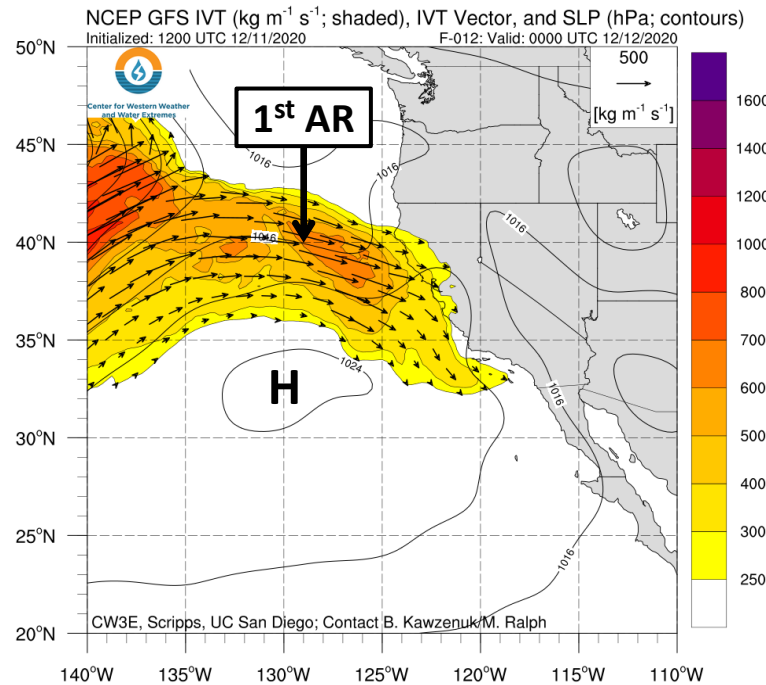 NCEP GFS IVT (kg m⁻¹ s⁻¹; shaded), IVT Vector, and SLP (hPa; contours)
Initialized: 1200 UTC 12/11/2020 F-012: Valid: 0000 UTC 12/12/2020
Center for Western Weather
and Water Extremes
500
[kg m⁻¹ s⁻¹]
1st AR
50°N
45°N
40°N
35°N
30°N
25°N
20°N
1016
1016
1016
1016
1024
1016
1016
H
1600
1400
1200
1000
800
700
600
500
400
300
250
CW3E, Scripps, UC San Diego; Contact B. Kawzenuk/M. Ralph
140°W 135°W 130°W 125°W 120°W 115°W 110°W